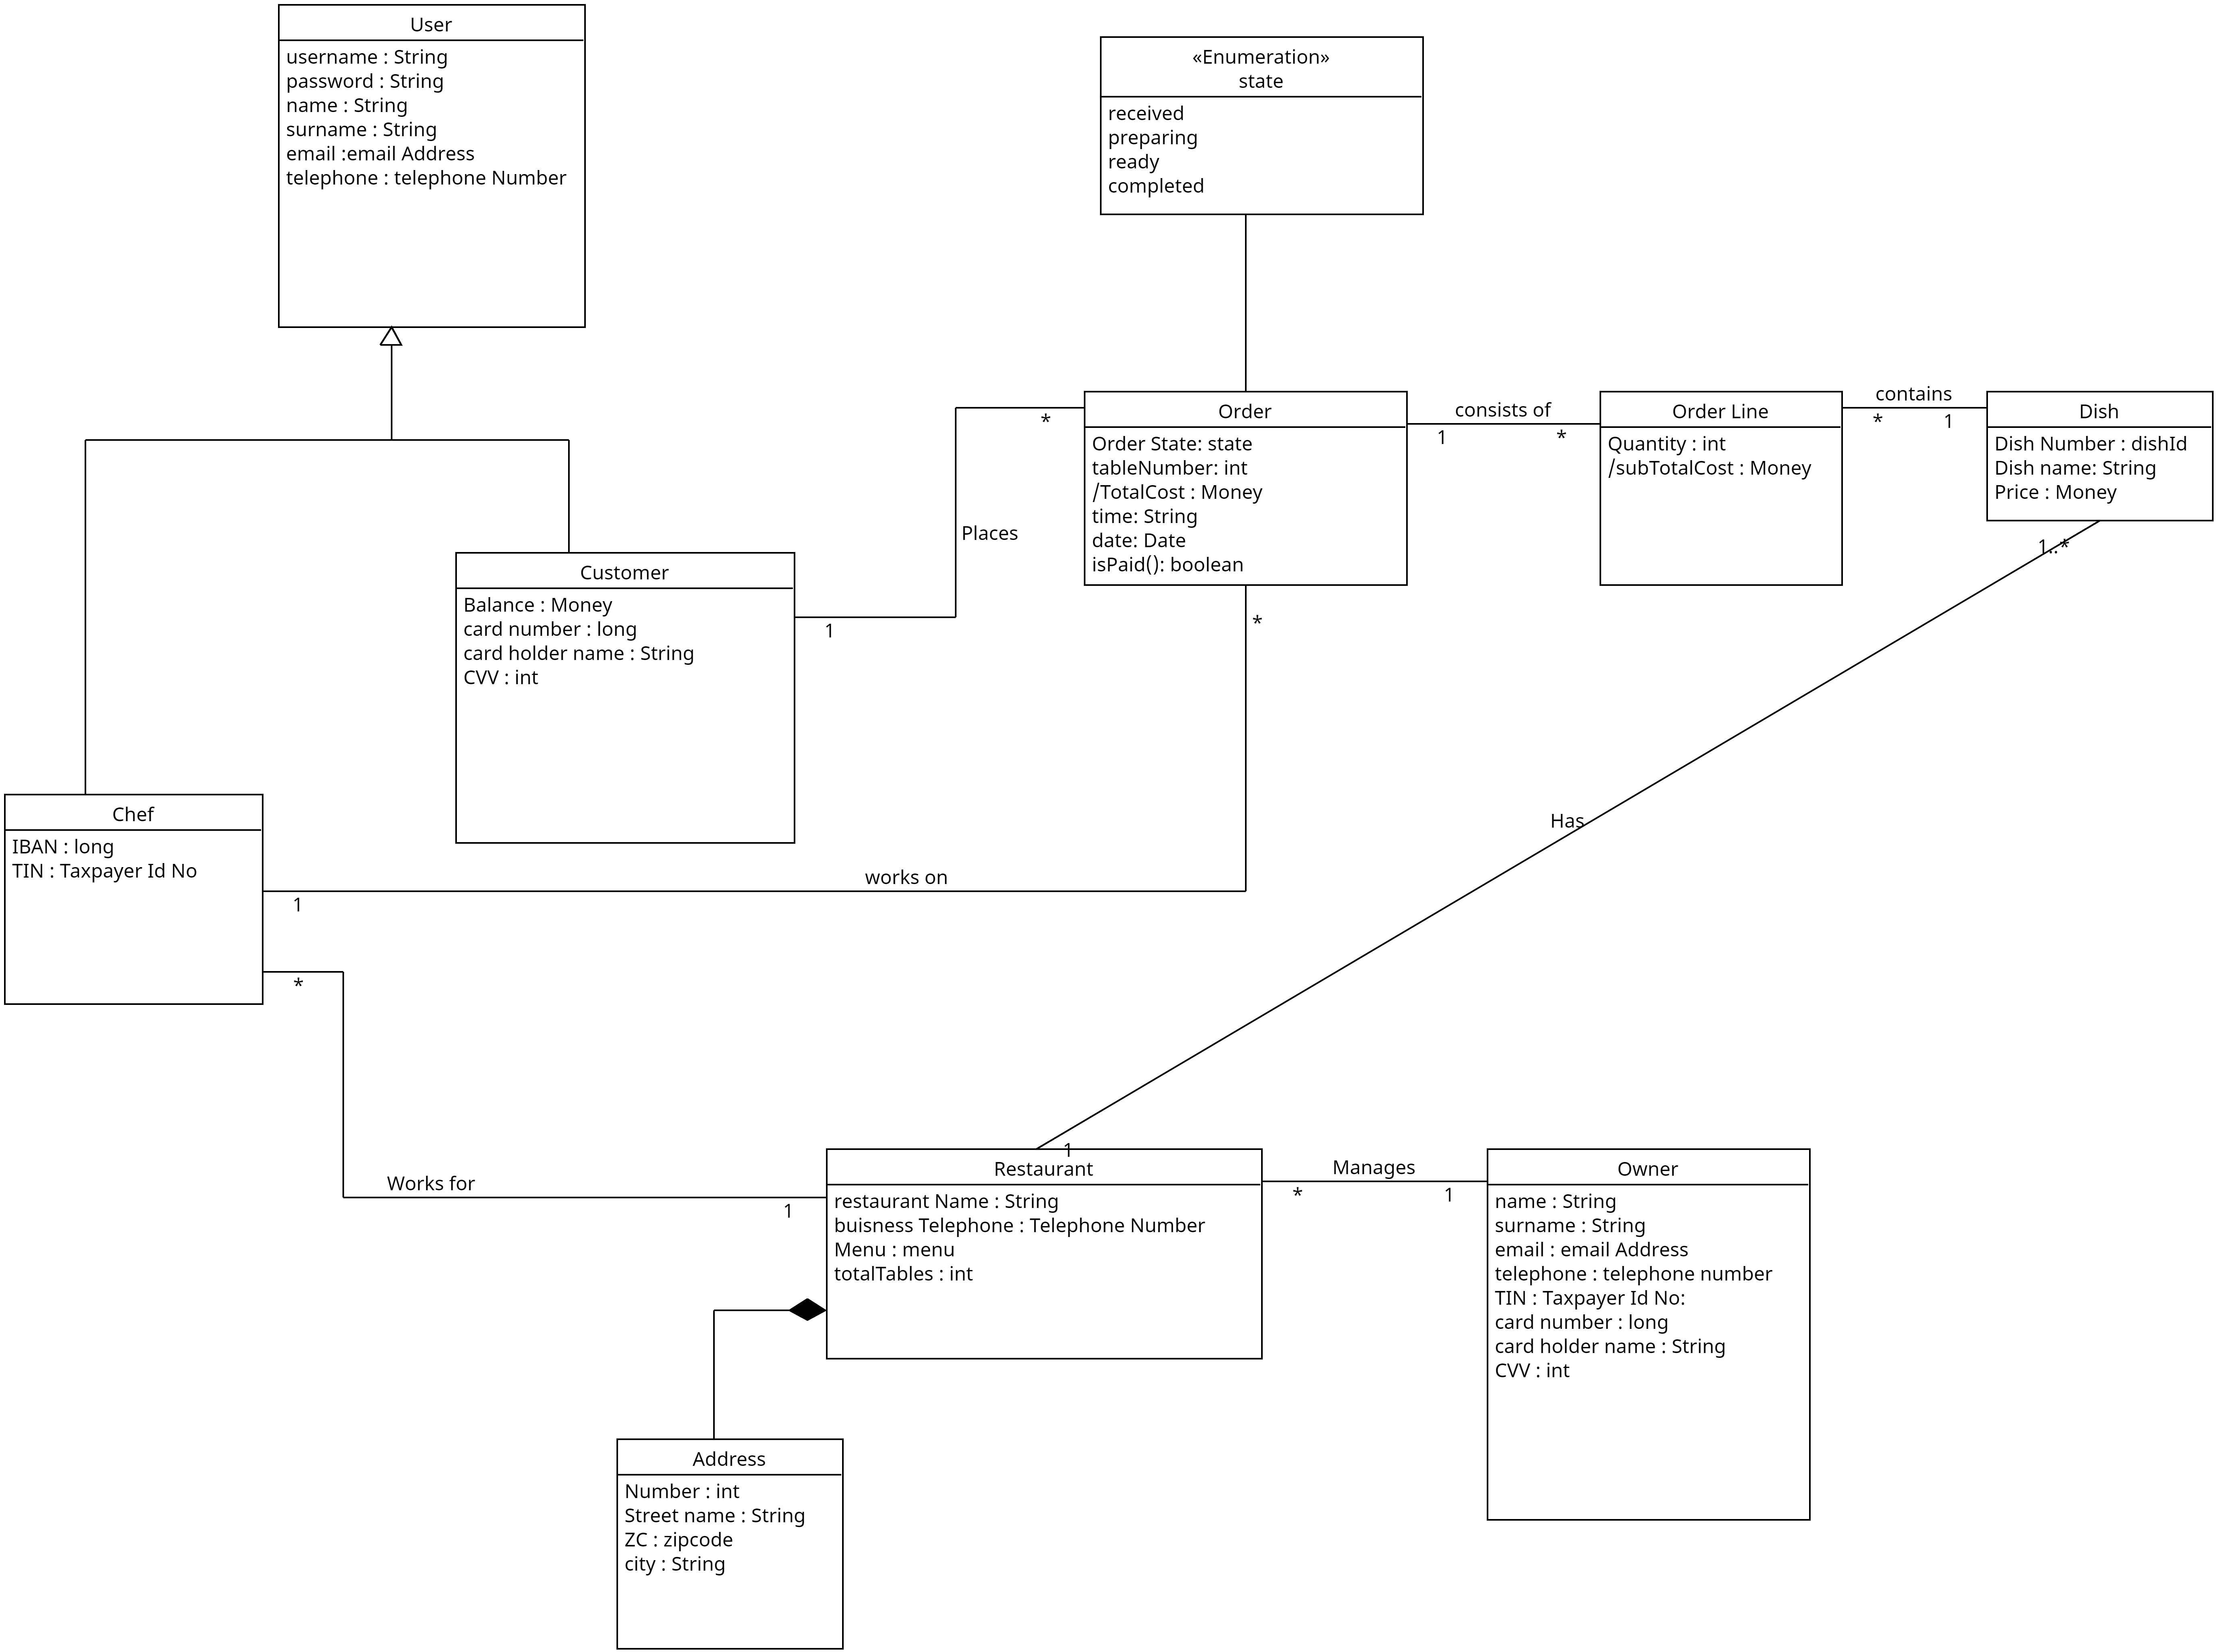 User
username : String
password : String
name : String
surname : String
email :email Address
telephone : telephone Number
«Enumeration»
state
received
preparing
ready
completed
Order
Order State: state
tableNumber: int
/TotalCost : Money
time: String
date: Date
isPaid(): boolean
consists of
1
*
Order Line
Quantity : int
/subTotalCost : Money
contains
*
1
Dish
Dish Number : dishId
Dish name: String
Price : Money
1..*
*
Places
1
Customer
Balance : Money
card number : long
card holder name : String
CVV : int
*
Has
Chef
IBAN : long
TIN : Taxpayer Id No
works on
1
*
Works for
1
1
Restaurant
restaurant Name : String
buisness Telephone : Telephone Number
Menu : menu
totalTables : int
Manages
*
1
Owner
name : String
surname : String
email : email Address
telephone : telephone number
TIN : Taxpayer Id No:
card number : long
card holder name : String
CVV : int
Address
Number : int
Street name : String
ZC : zipcode
city : String